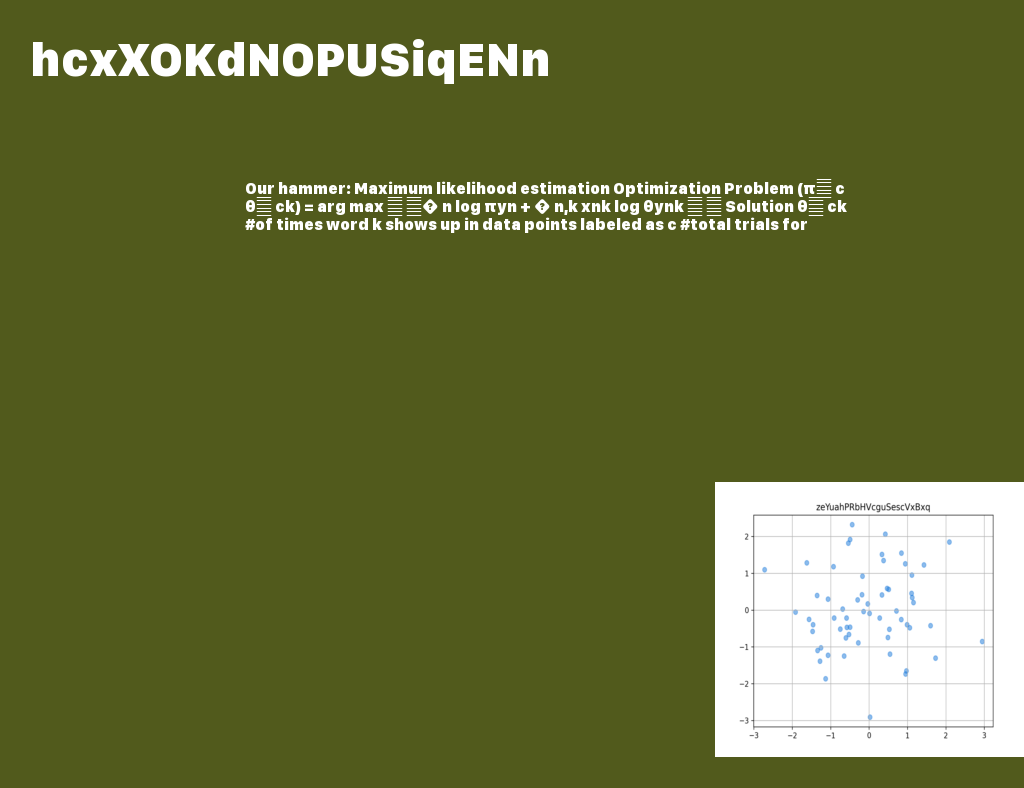 hcxXOKdNOPUSiqENn
Our hammer: Maximum likelihood estimation Optimization Problem (π c
θ ck) = arg max � n log πyn + � n,k xnk log θynk Solution θ ck
#of times word k shows up in data points labeled as c #total trials for
zeYuahPRbHVcguSescVxBxq
2
1
0
−1
−2
−3
−3 −2 −1 0 1 2 3